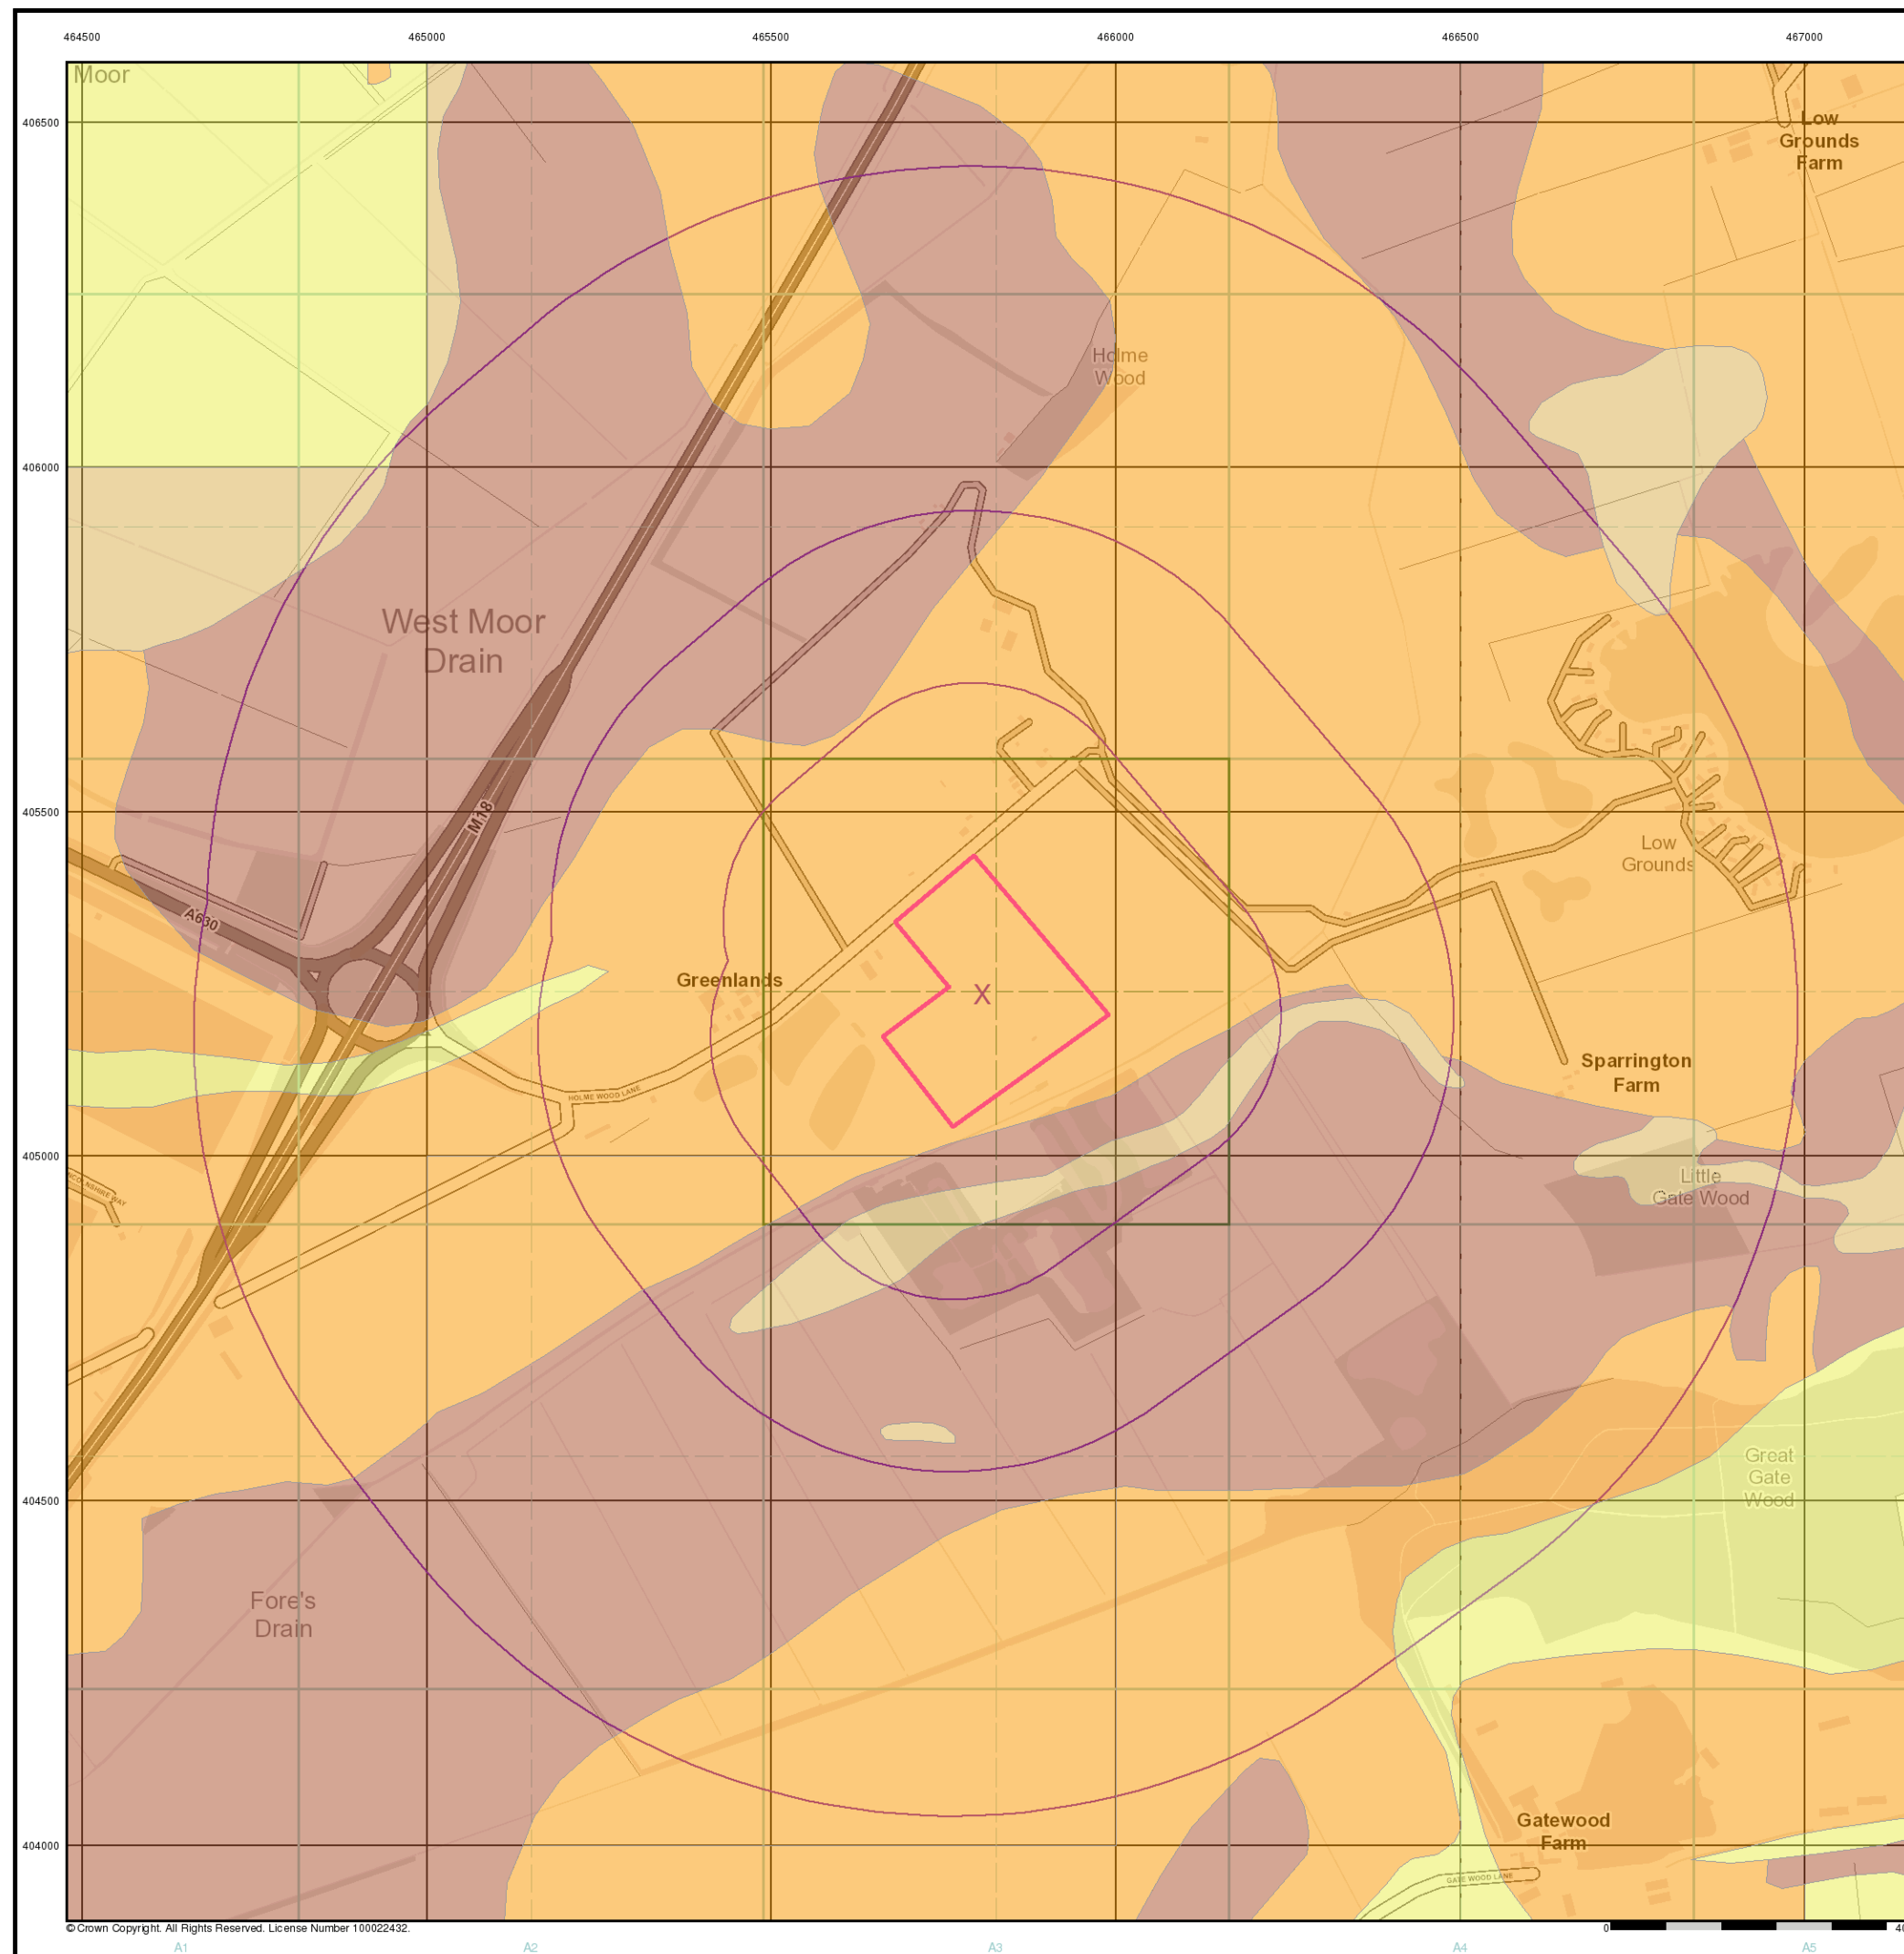 464500 465000 465500 466000 466500 467000
Moor
406500
Low
Grounds
Farm
Holme
Wood
406000
West Moor
Drain
405500
M18
Low
Grounds
A630
Greenlands
X
Sparrington
Farm
HOLME WOOD LANE
405000
Little
Gate Wood
Great
Gate
Wood
404500
Fore's
Drain
Gatewood
Farm
404000
GATE WOOD LANE
© Crown Copyright. All Rights Reserved. License Number 100022432.
0
A1 A2 A3 A4 A5